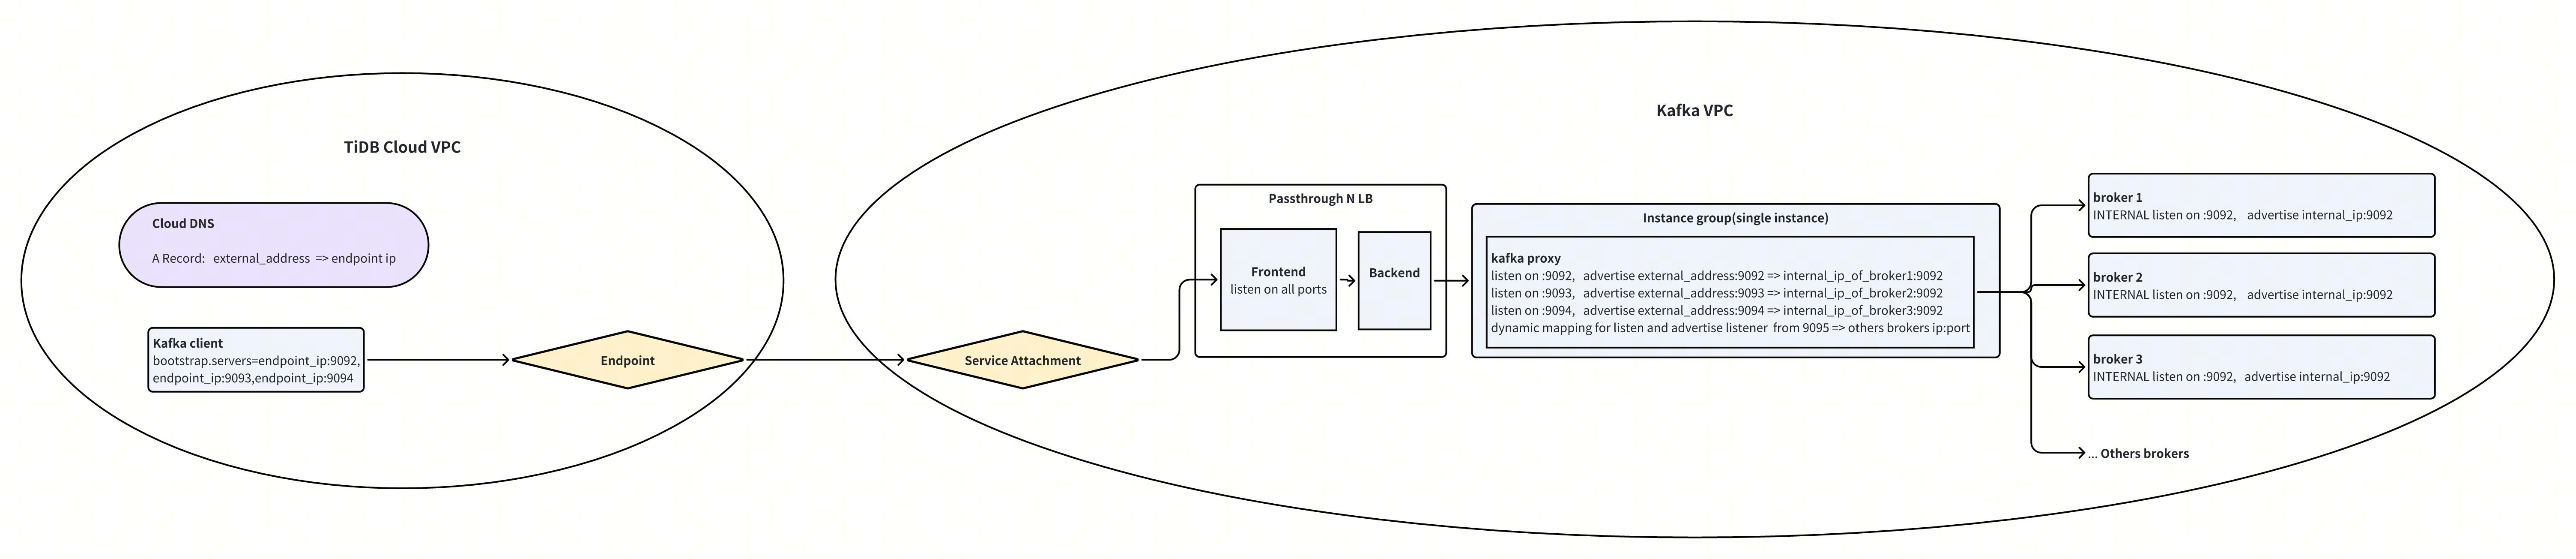 TiDB Cloud VPC
Cloud DNS
A Record: external_address => endpoint ip
Kafka client
bootstrap.servers=endpoint_ip:9092,
endpoint_ip:9093,endpoint_ip:9094
Endpoint
Kafka VPC
Service Attachment
Passthrough N LB
Frontend
listen on all ports
Backend
Instance group(single instance)
kafka proxy
listen on :9092, advertise external_address:9092 => internal_ip_of_broker1:9092
listen on :9093, advertise external_address:9093 => internal_ip_of_broker2:9092
listen on :9094, advertise external_address:9094 => internal_ip_of_broker3:9092
dynamic mapping for listen and advertise listener from 9095 => others brokers ip:port
broker 1
INTERNAL listen on :9092, advertise internal_ip:9092
broker 2
INTERNAL listen on :9092, advertise internal_ip:9092
broker 3
INTERNAL listen on :9092, advertise internal_ip:9092
... Others brokers